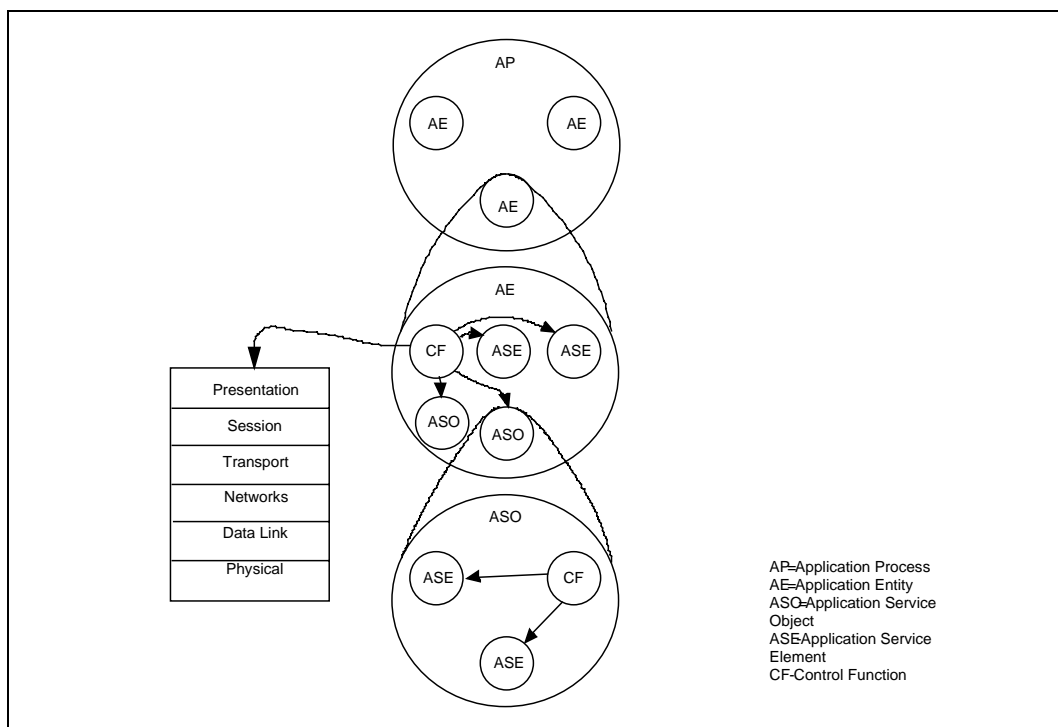 AP
AE
AE
AE
AE
CF
ASE
ASE
ASO
ASO
Presentation
Session
Transport
Networks
Data Link
Physical
ASO
ASE
CF
ASE
AP=Application Process
AE=Application Entity
ASO=Application Service
Object
ASE-Application Service
Element
CF-Control Function